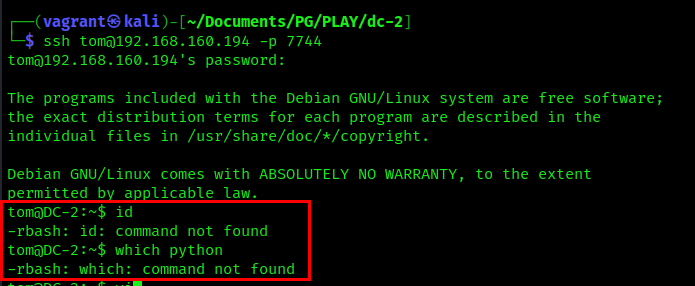 ┌──(vagrant㉿kali)-[~/Documents/PG/PLAY/dc-2]
└─$ ssh tom@192.168.160.194 -p 7744
tom@192.168.160.194's password:
The programs included with the Debian GNU/Linux system are free software;
the exact distribution terms for each program are described in the
individual files in /usr/share/doc/*/copyright.
Debian GNU/Linux comes with ABSOLUTELY NO WARRANTY, to the extent
permitted by applicable law.
tom@DC-2:~$ id
-rbash: id: command not found
tom@DC-2:~$ which python
-rbash: which: command not found
tom@DC-2:~$ vi